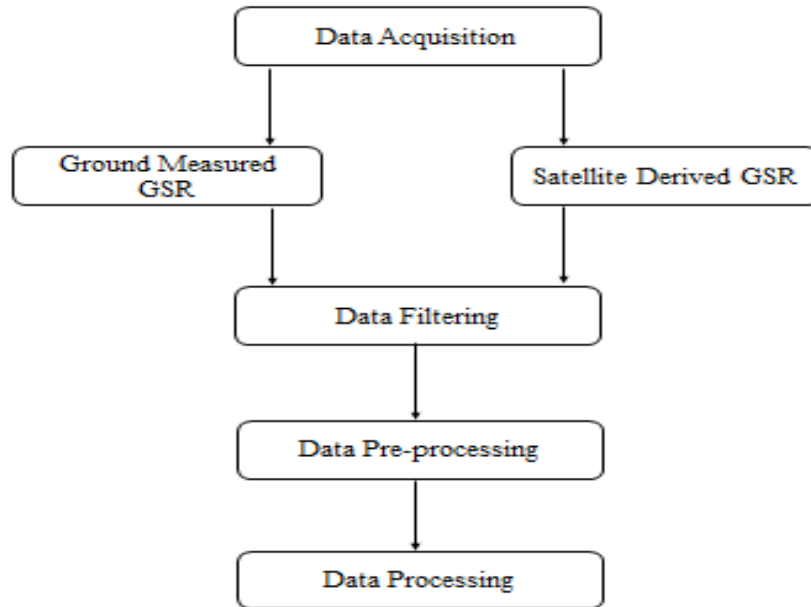 Data Acquisition
Ground Measured
GSR
Satellite Derived GSR
Data Filtering
Data Pre-processing
Data Processing